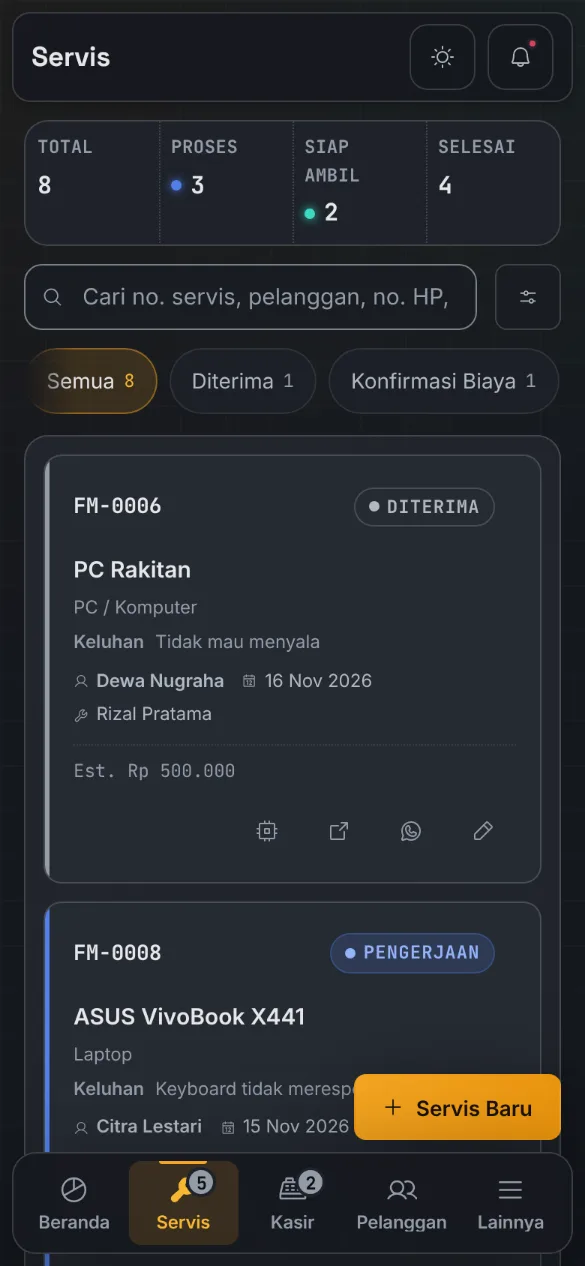 Servis
TOTAL
8
PROSES
3
SIAP
AMBIL
2
SELESAI
4
Cari no. servis, pelanggan, no. HP,
Semua 8
Diterima 1
Konfirmasi Biaya 1
FM-0006
DITERIMA
PC Rakitan
PC / Komputer
Keluhan Tidak mau menyala
Dewa Nugraha 16 Nov 2026
Rizal Pratama
Est. Rp 500.000
FM-0008
PENGERJAAN
ASUS VivoBook X441
Laptop
Keluhan Keyboard tidak meresp
Citra Lestari 15 Nov 2026
+ Servis Baru
5
2
Beranda
Servis
Kasir
Pelanggan
Lainnya